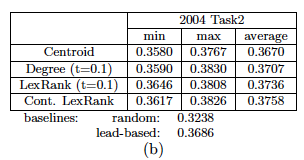 2004 Task2
min max average
Centroid 0.3580 0.3767 0.3670
Degree (t=0.1) 0.3590 0.3830 0.3707
LexRank (t=0.1) 0.3646 0.3808 0.3736
Cont. LexRank 0.3617 0.3826 0.3758
baselines: random: 0.3238
lead-based: 0.3686
(b)